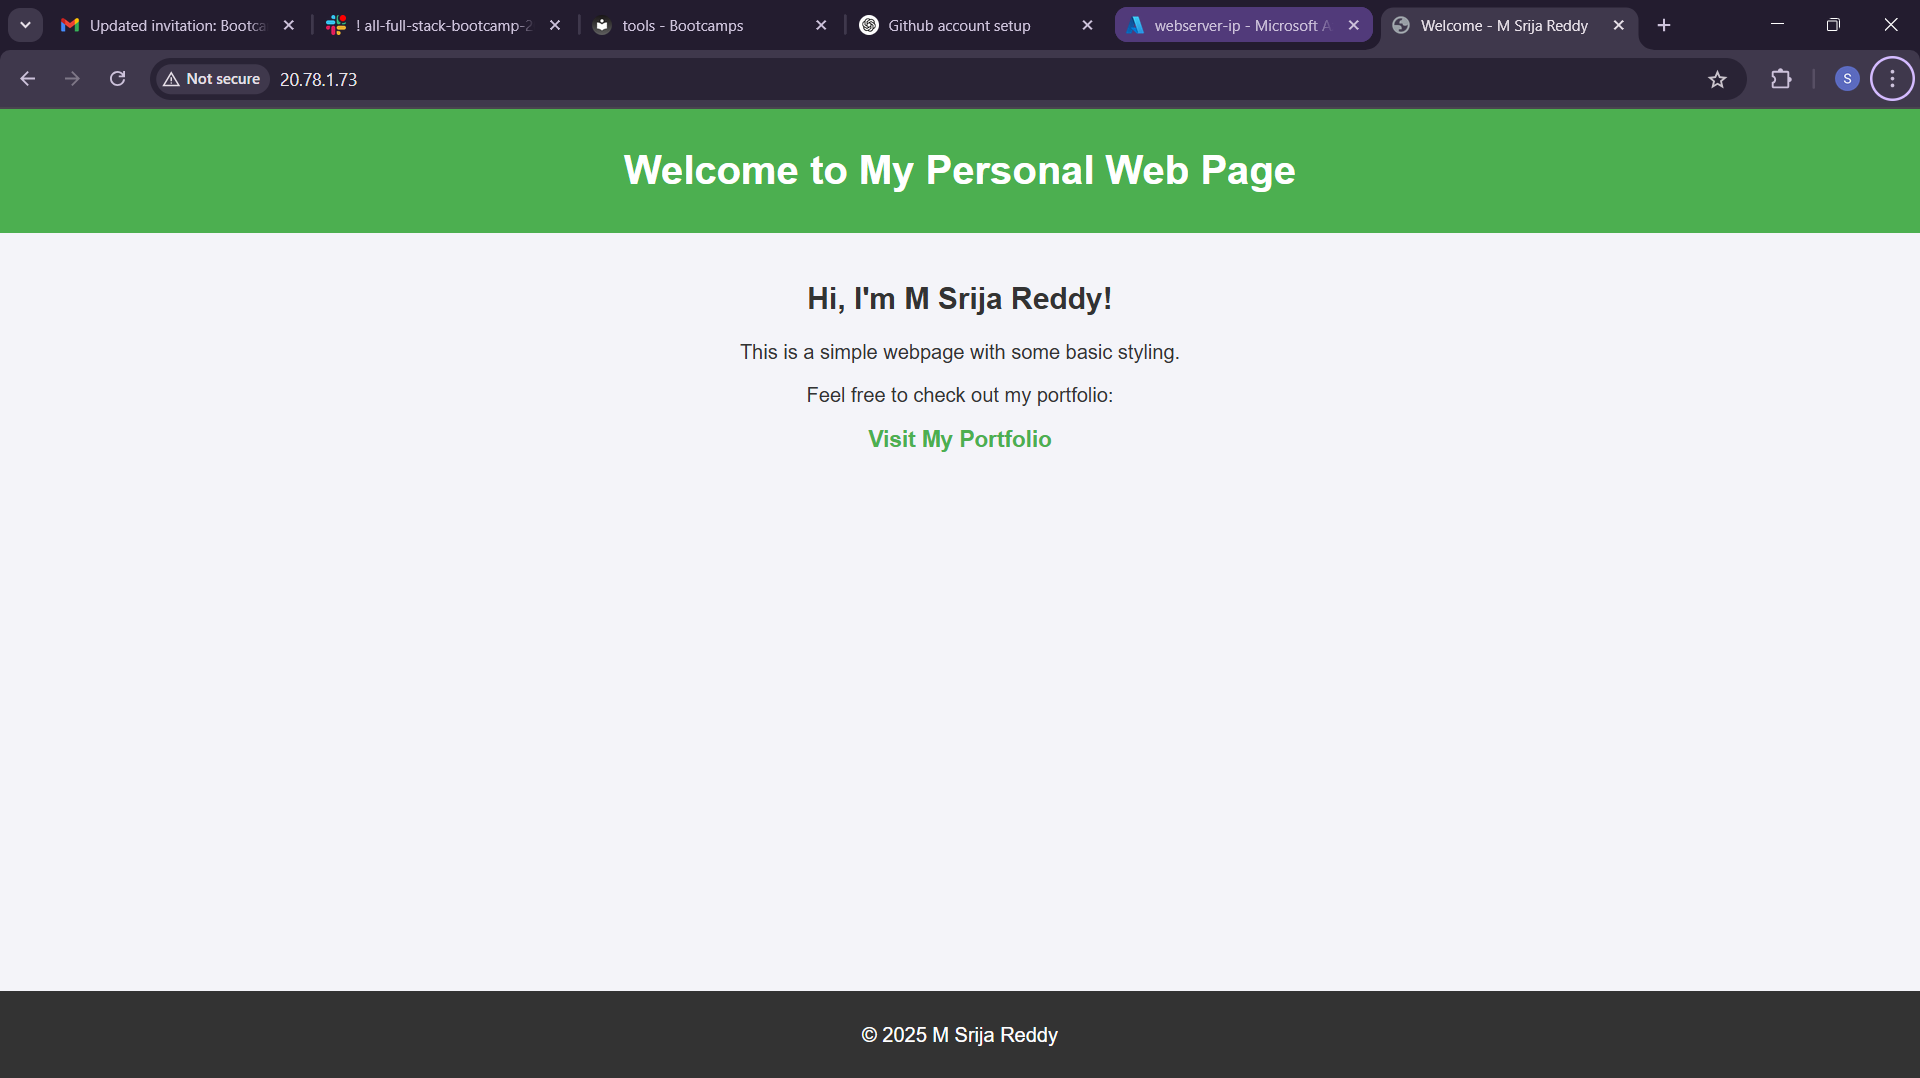 Updated invitation: Bootca
! all-full-stack-bootcamp-2
tools - Bootcamps
Github account setup
webserver-ip - Microsoft A
Welcome - M Srija Reddy
Not secure
20.78.1.73
S
Welcome to My Personal Web Page
Hi, I'm M Srija Reddy!
This is a simple webpage with some basic styling.
Feel free to check out my portfolio:
Visit My Portfolio
© 2025 M Srija Reddy